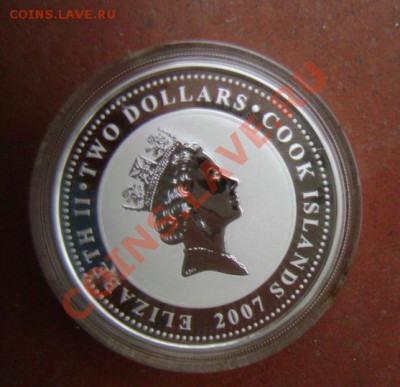 COINS.LAVE.RU
ELIZABETH II · TWO DOLLARS · COOK ISLANDS
2007
COINS.LAVE.RU